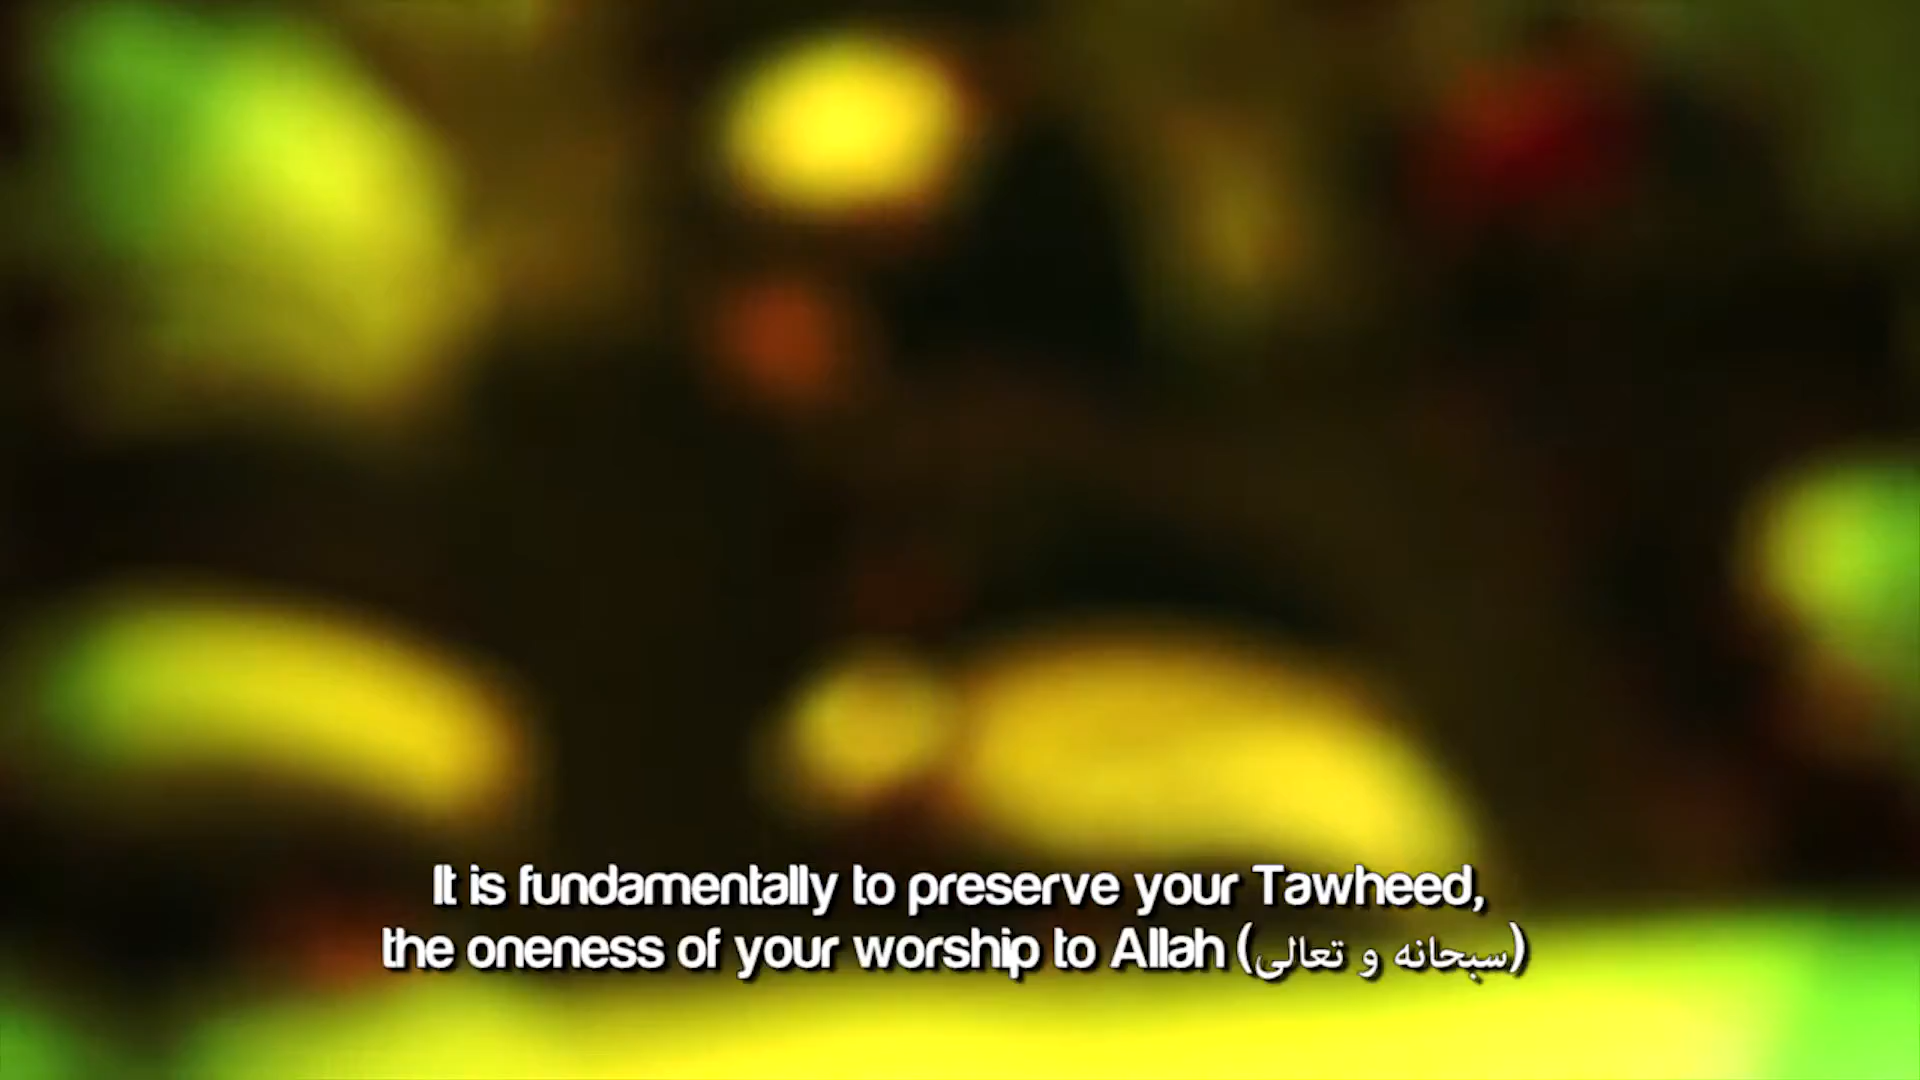 It is fundamentally to preserve your Tawheed,
the oneness of your worship to Allah (سبحانه و تعالى)